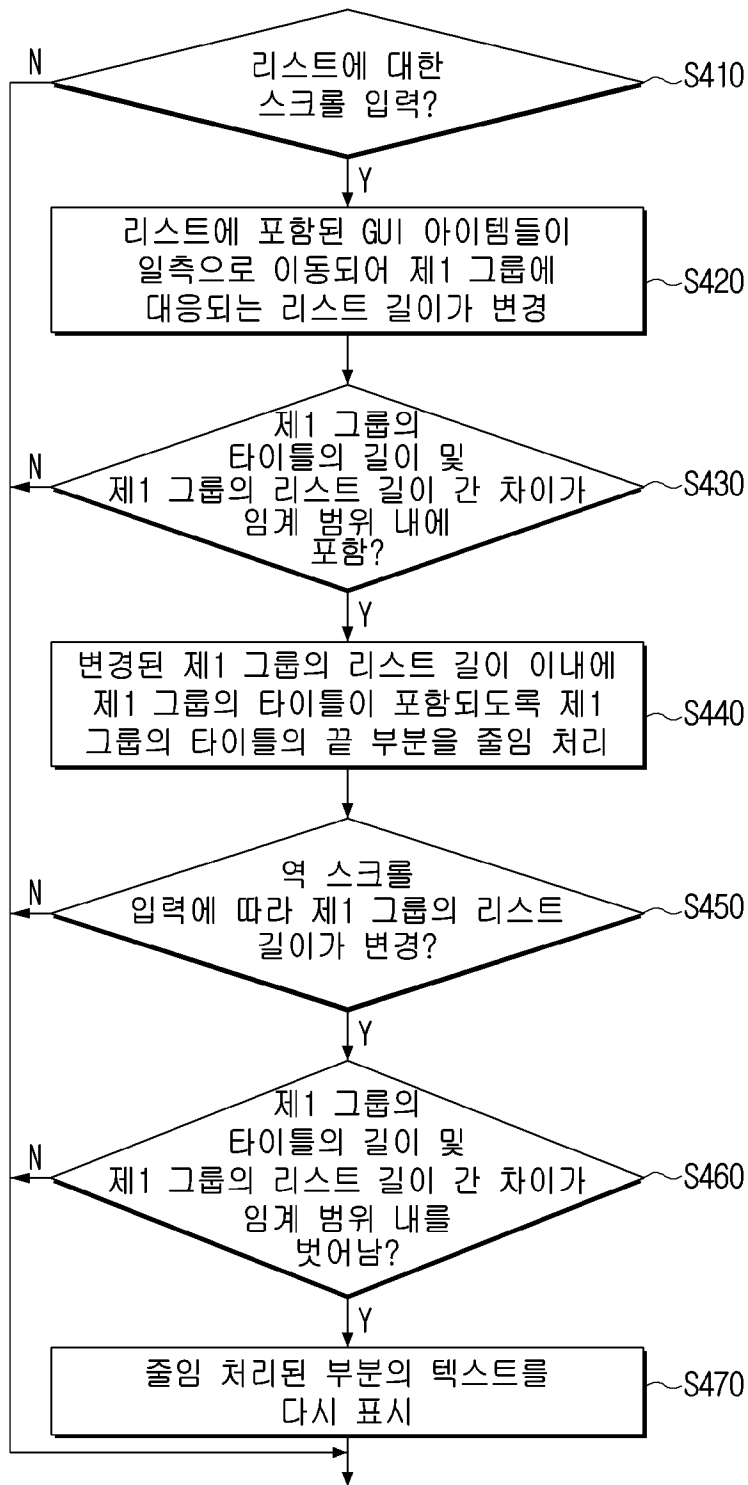 N
리스트에 대한
스크롤 입력?
S410
Y
리스트에 포함된 GUI 아이템들이
일측으로 이동되어 제1 그룹에
대응되는 리스트 길이가 변경
S420
제1 그룹의
타이틀의 길이 및
제1 그룹의 리스트 길이 간 차이가
임계 범위 내에
포함?
N
S430
Y
변경된 제1 그룹의 리스트 길이 이내에
제1 그룹의 타이틀이 포함되도록 제1
그룹의 타이틀의 끝 부분을 줄임 처리
S440
역 스크롤
입력에 따라 제1 그룹의 리스트
길이가 변경?
N
S450
Y
제1 그룹의
타이틀의 길이 및
제1 그룹의 리스트 길이 간 차이가
임계 범위 내를
벗어남?
N
S460
Y
줄임 처리된 부분의 텍스트를
다시 표시
S470